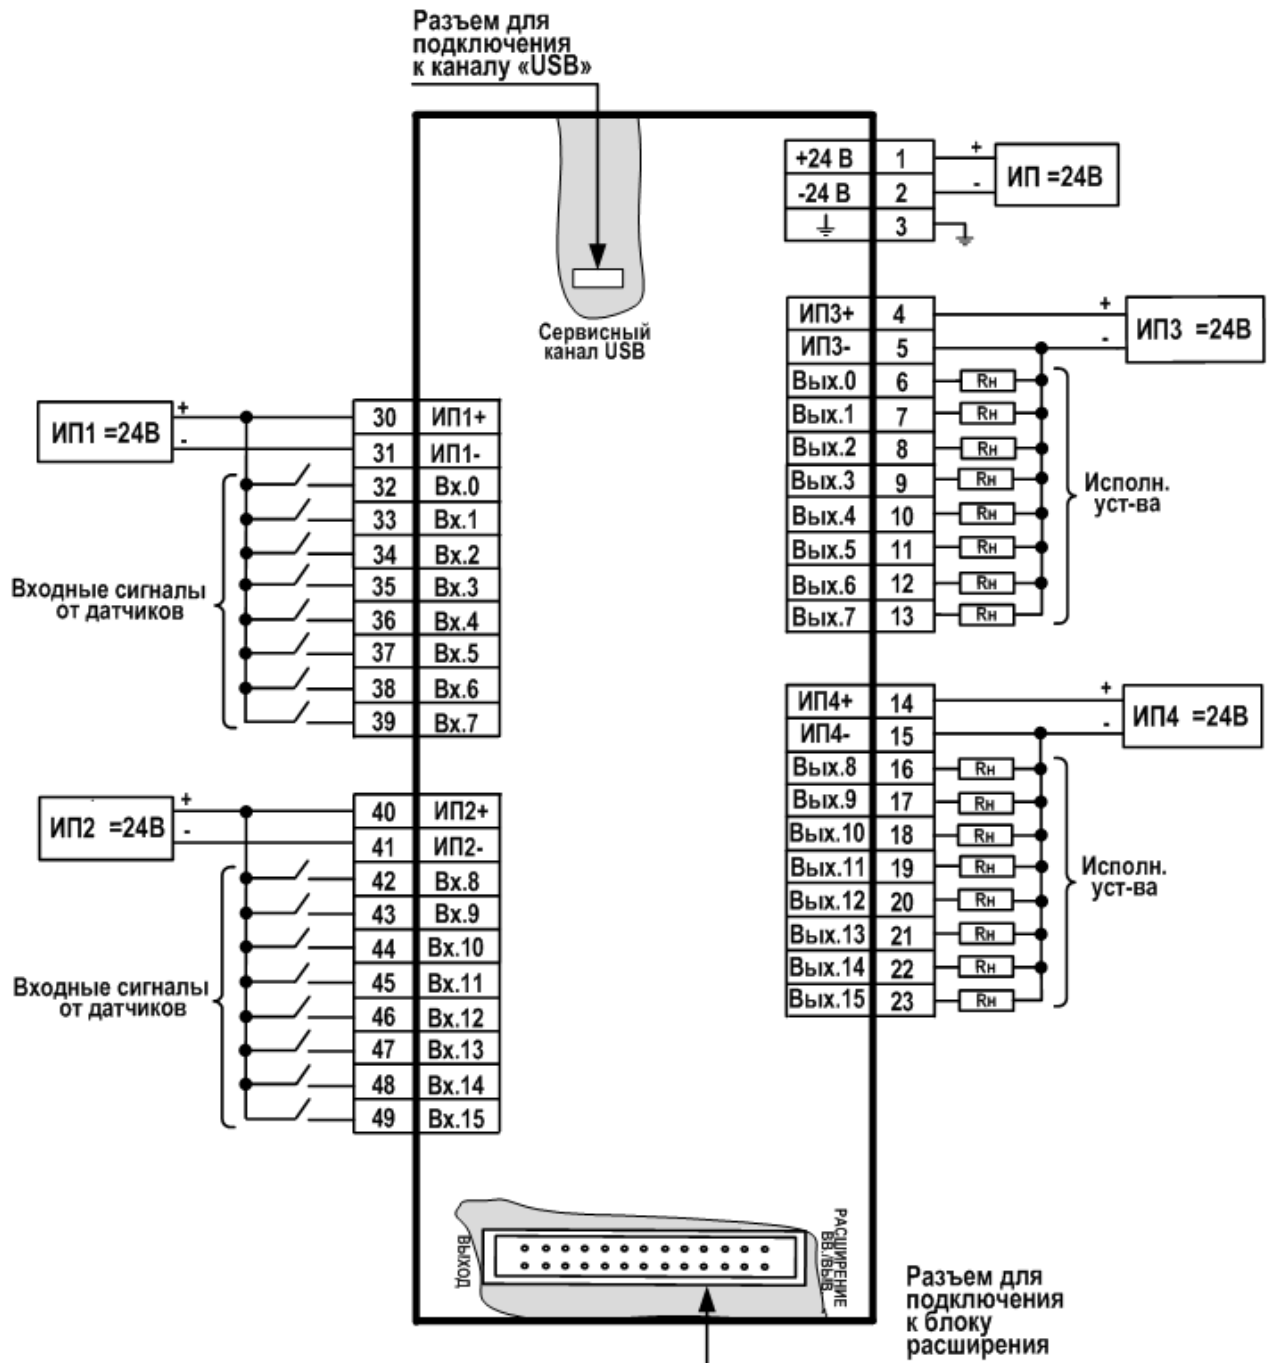 Разъем для
подключения
к каналу «USB»
Сервисный
канал USB
+24 В 1
-24 В 2
3
+
-
ИП =24В
ИП3+ 4
ИП3- 5
Вых.0 6 Rн
Вых.1 7 Rн
Вых.2 8 Rн
Вых.3 9 Rн
Вых.4 10 Rн
Вых.5 11 Rн
Вых.6 12 Rн
Вых.7 13 Rн
+
-
ИП3 =24В
Исполн.
уст-ва
ИП1 =24В
+
-
30 ИП1+
31 ИП1-
32 Вх.0
33 Вх.1
34 Вх.2
35 Вх.3
36 Вх.4
37 Вх.5
38 Вх.6
39 Вх.7
Входные сигналы
от датчиков
ИП4+ 14
ИП4- 15
Вых.8 16 Rн
Вых.9 17 Rн
Вых.10 18 Rн
Вых.11 19 Rн
Вых.12 20 Rн
Вых.13 21 Rн
Вых.14 22 Rн
Вых.15 23 Rн
+
-
ИП4 =24В
Исполн.
уст-ва
ИП2 =24В
+
-
40 ИП2+
41 ИП2-
42 Вх.8
43 Вх.9
44 Вх.10
45 Вх.11
46 Вх.12
47 Вх.13
48 Вх.14
49 Вх.15
Входные сигналы
от датчиков
ВЫХОД
РАСШИРЕНИЕ
ВВ./ВЫВ.
Разъем для
подключения
к блоку
расширения